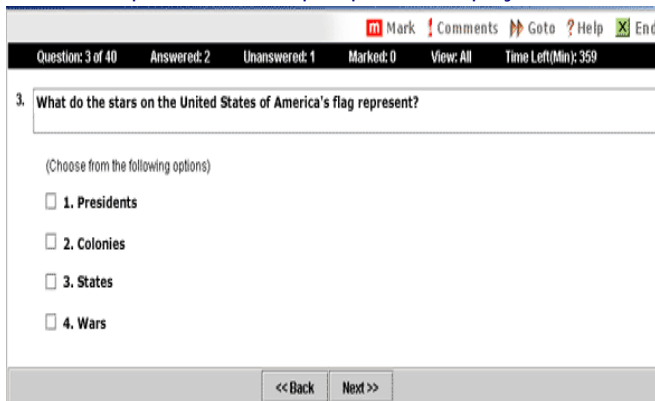 m Mark ! Comments Goto ? Help X End
Question: 3 of 40 Answered: 2 Unanswered: 1 Marked: 0 View: All Time Left(Min): 359
3. What do the stars on the United States of America's flag represent?
(Choose from the following options)
1. Presidents
2. Colonies
3. States
4. Wars
<< Back Next >>